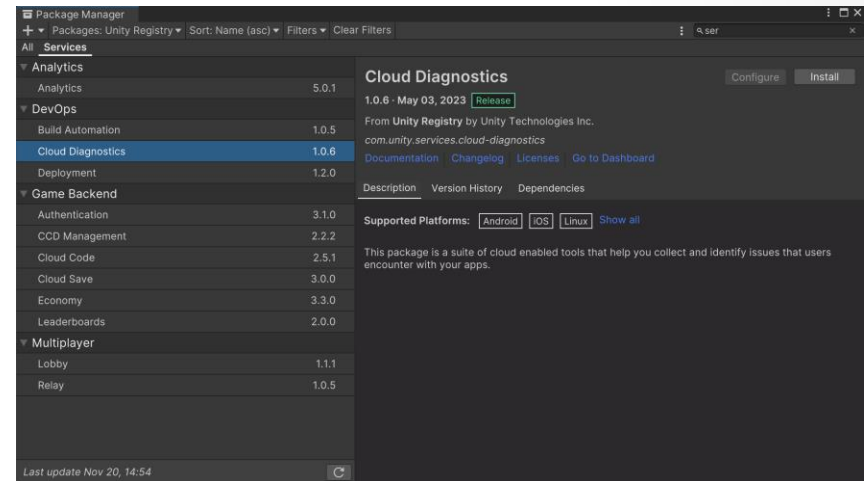 Package Manager
Packages: Unity Registry Sort: Name (asc) Filters Clear Filters ser
All Services
Analytics
Analytics 5.0.1
DevOps
Build Automation 1.0.5
Cloud Diagnostics 1.0.6
Deployment 1.2.0
Game Backend
Authentication 3.1.0
CCD Management 2.2.2
Cloud Code 2.5.1
Cloud Save 3.0.0
Economy 3.3.0
Leaderboards 2.0.0
Multiplayer
Lobby 1.1.1
Relay 1.0.5
Last update Nov 20, 14:54
Cloud Diagnostics Configure Install
1.0.6 · May 03, 2023 Release
From Unity Registry by Unity Technologies Inc.
com.unity.services.cloud-diagnostics
Documentation Changelog Licenses Go to Dashboard
Description Version History Dependencies
Supported Platforms: Android iOS Linux Show all
This package is a suite of cloud enabled tools that help you collect and identify issues that users
encounter with your apps.